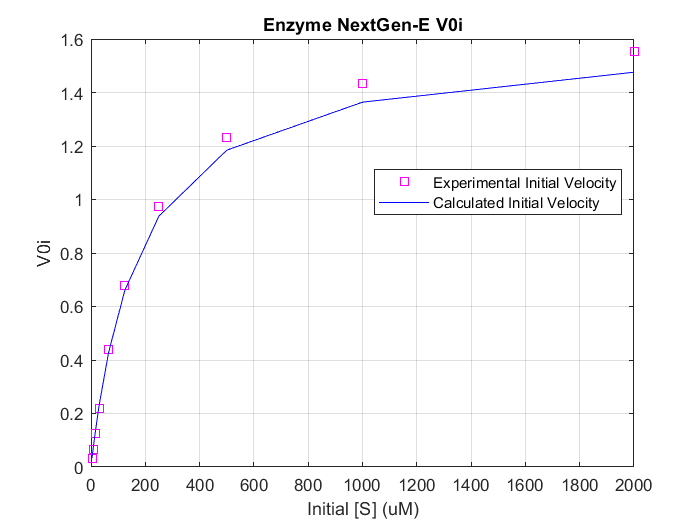 Enzyme NextGen-E V0i
1.6
1.4
1.2
1
0.8
0.6
0.4
0.2
0
V0i
Experimental Initial Velocity
Calculated Initial Velocity
0 200 400 600 800 1000 1200 1400 1600 1800 2000
Initial [S] (uM)